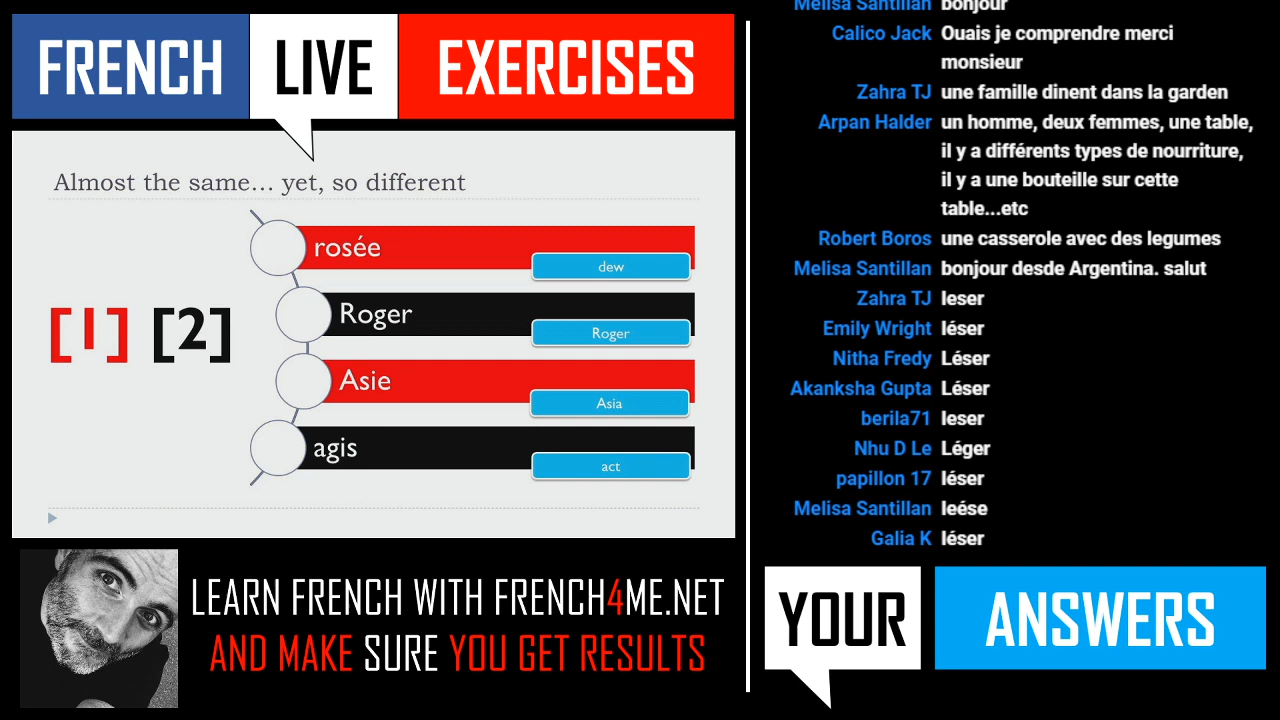 FRENCH LIVE EXERCISES
Almost the same... yet, so different
rosée
dew
[1] [2]
Roger
Roger
Asie
Asia
agis
act
LEARN FRENCH WITH FRENCH4ME.NET
AND MAKE SURE YOU GET RESULTS
Melisa Santillan bonjour
Calico Jack Ouais je comprende merci
monsieur
Zahra TJ une famille dinent dans la garden
Arpan Halder un homme, deux femmes, une table,
il y a différents types de nourriture,
il y a une bouteille sur cette
table...etc
Robert Boros une casserole avec des legumes
Melisa Santillan bonjour desde Argentina. salut
Zahra TJ leser
Emily Wright léser
Nitha Fredy Léser
Akanksha Gupta Léser
berila71 leser
Nhu D Le Léger
papillon 17 léser
Melisa Santillan leése
Galia K léser
YOUR ANSWERS